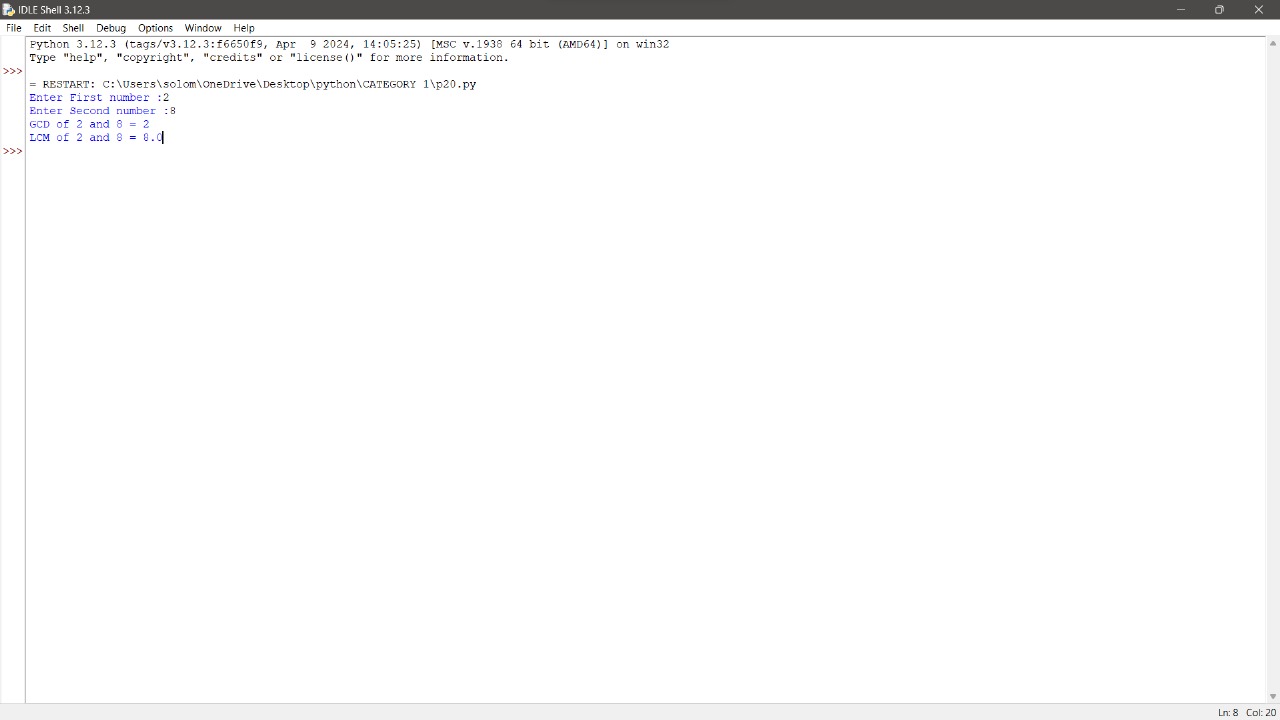 IDLE Shell 3.12.3
File Edit Shell Debug Options Window Help
Python 3.12.3 (tags/v3.12.3:f6650f9, Apr  9 2024, 14:05:25) [MSC v.1938 64 bit (AMD64)] on win32
Type "help", "copyright", "credits" or "license()" for more information.
>>>
= RESTART: C:\Users\solom\OneDrive\Desktop\python\CATEGORY 1\p20.py
Enter First number :2
Enter Second number :8
GCD of 2 and 8 = 2
LCM of 2 and 8 = 8.0
>>>
Ln: 8 Col: 20